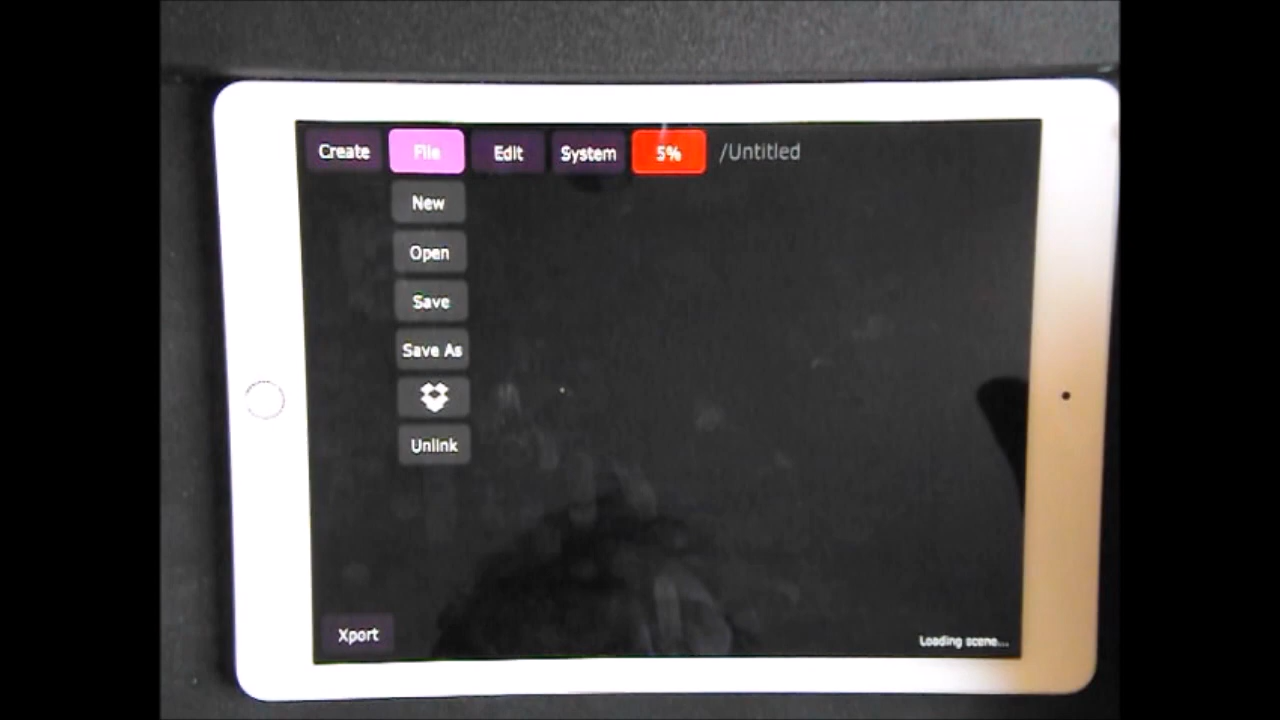 Create File Edit System 5% /Untitled
New
Open
Save
Save As
Unlink
Xport
Loading scene...